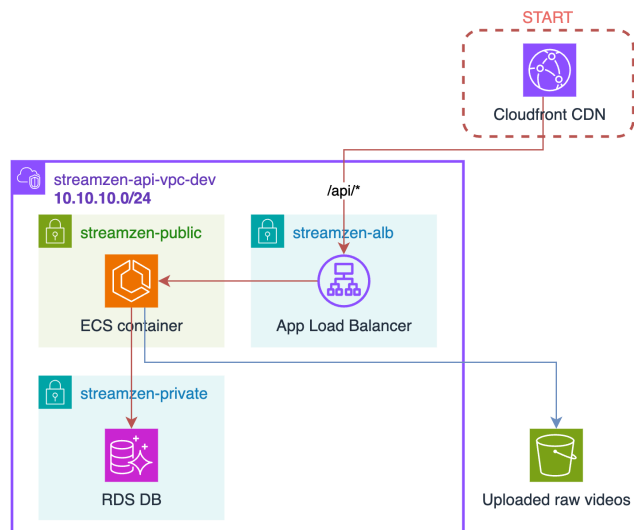 START
Cloudfront CDN
streamzen-api-vpc-dev
10.10.10.0/24
/api/*
streamzen-public
streamzen-alb
ECS container
App Load Balancer
streamzen-private
RDS DB
Uploaded raw videos